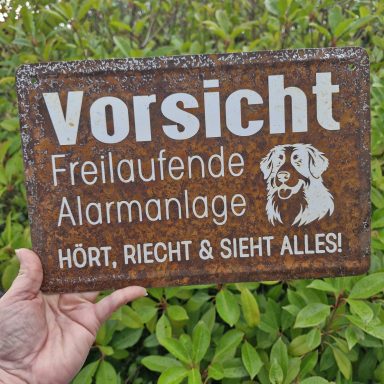 Vorsicht
Freilaufende
Alarmanlage
HÖRT, RIECHT & SIEHT ALLES!